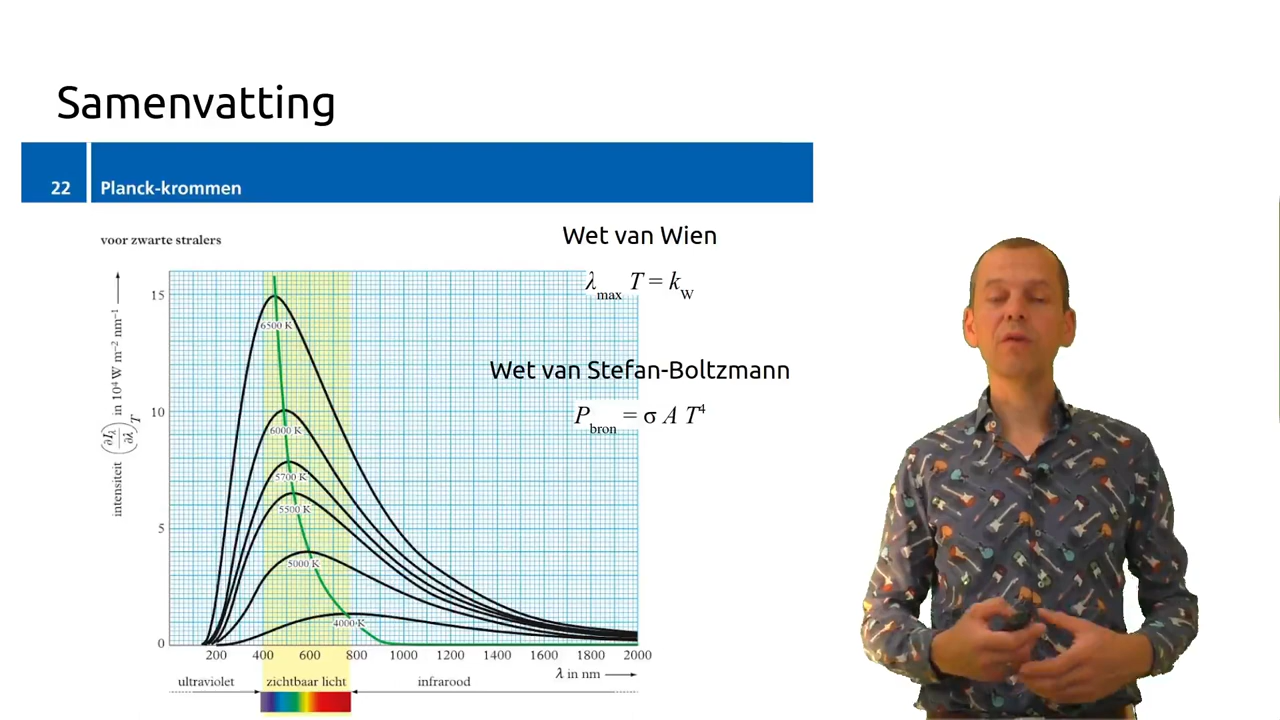 Samenvatting
22 Planck-krommen
voor zwarte stralers
Wet van Wien
λmax T = kW
Wet van Stefan-Boltzmann
Pbron = σ A T⁴
intensiteit (∂Iλ/∂λ)T in 10⁴ W m⁻² nm⁻¹
15
10
5
0
6500 K
6000 K
5700 K
5500 K
5000 K
4000 K
200 400 600 800 1000 1200 1400 1600 1800 2000
λ in nm
ultraviolet zichtbaar licht infrarood